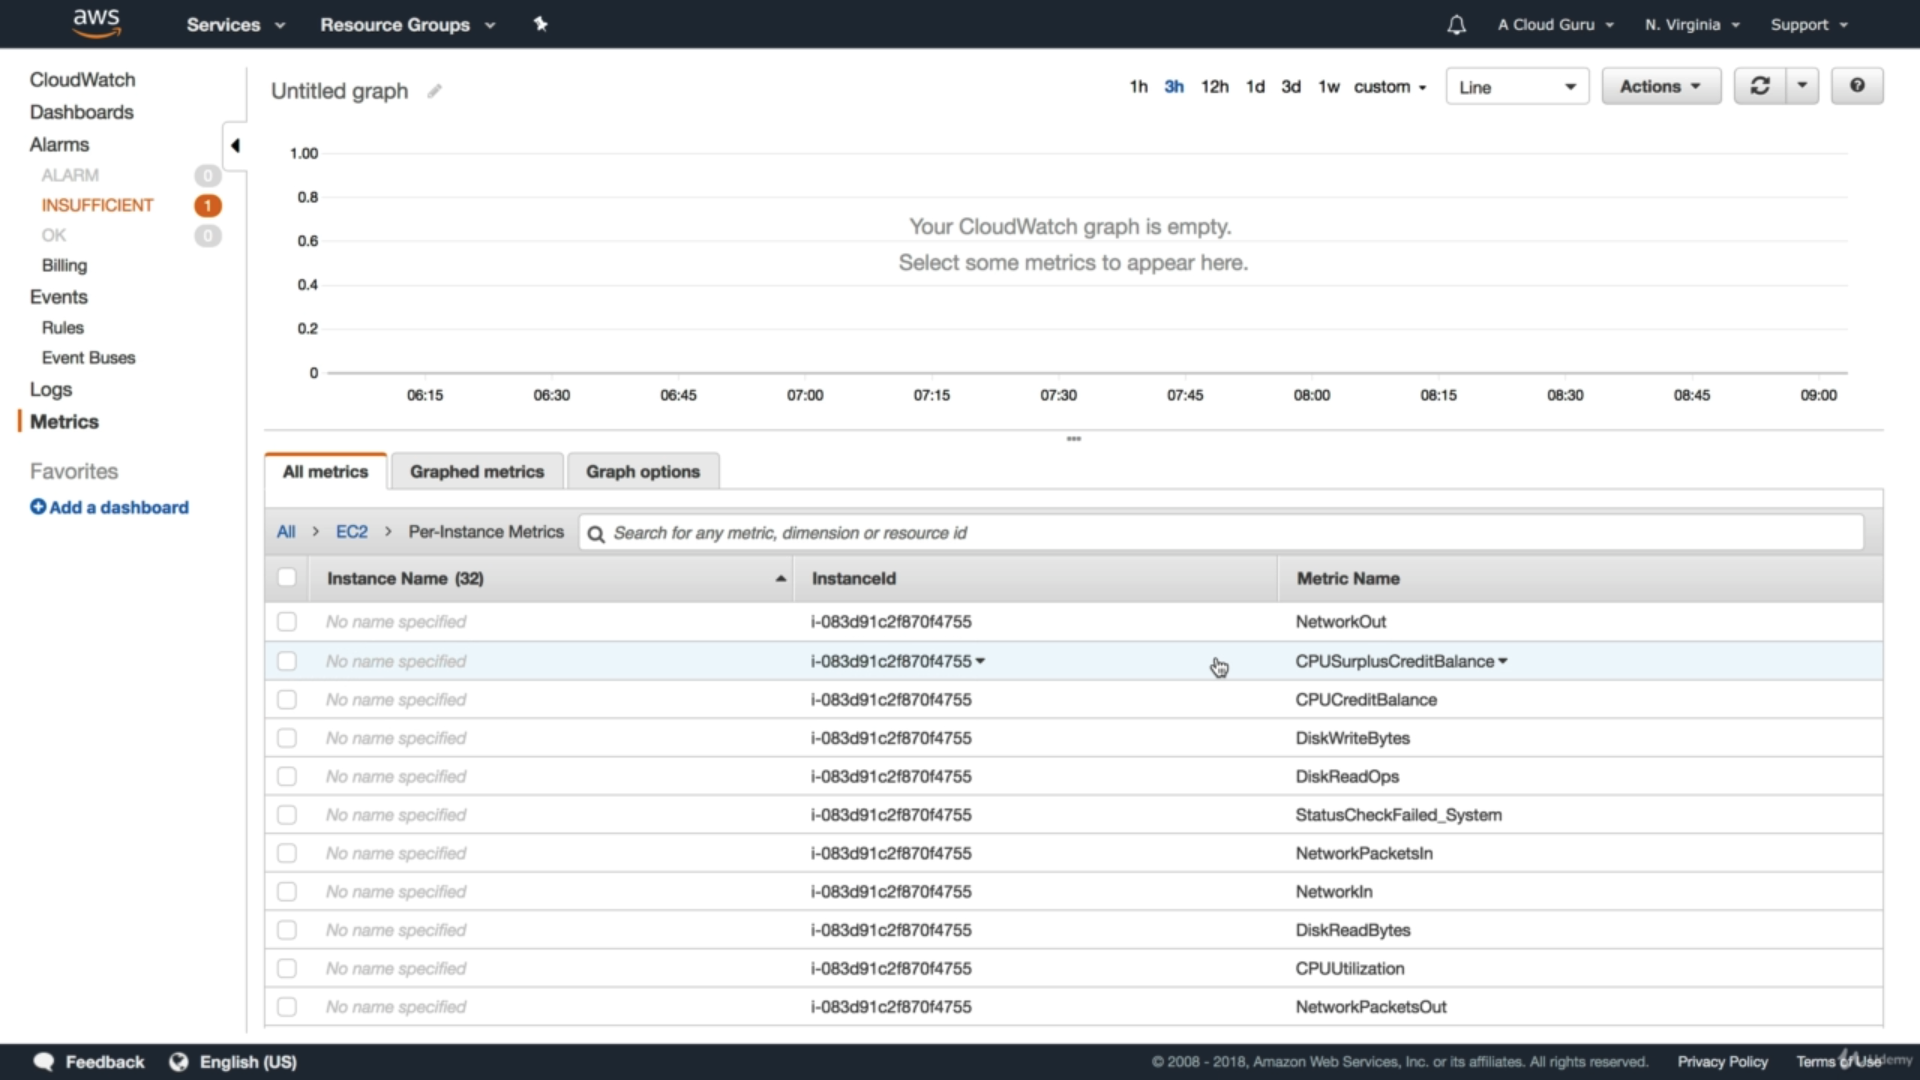 aws Services Resource Groups A Cloud Guru N. Virginia Support
CloudWatch
Dashboards
Alarms
ALARM 0
INSUFFICIENT 1
OK 0
Billing
Events
Rules
Event Buses
Logs
Metrics
Favorites
Add a dashboard
Untitled graph 1h 3h 12h 1d 3d 1w custom Line Actions
1.00
0.8
0.6
0.4
0.2
0
Your CloudWatch graph is empty.
Select some metrics to appear here.
06:15 06:30 06:45 07:00 07:15 07:30 07:45 08:00 08:15 08:30 08:45 09:00
All metrics Graphed metrics Graph options
All > EC2 > Per-Instance Metrics Search for any metric, dimension or resource id
Instance Name (32) InstanceId Metric Name
No name specified i-083d91c2f870f4755 NetworkOut
No name specified i-083d91c2f870f4755 CPUSurplusCreditBalance
No name specified i-083d91c2f870f4755 CPUCreditBalance
No name specified i-083d91c2f870f4755 DiskWriteBytes
No name specified i-083d91c2f870f4755 DiskReadOps
No name specified i-083d91c2f870f4755 StatusCheckFailed_System
No name specified i-083d91c2f870f4755 NetworkPacketsIn
No name specified i-083d91c2f870f4755 NetworkIn
No name specified i-083d91c2f870f4755 DiskReadBytes
No name specified i-083d91c2f870f4755 CPUUtilization
No name specified i-083d91c2f870f4755 NetworkPacketsOut
Feedback English (US) © 2008 - 2018, Amazon Web Services, Inc. or its affiliates. All rights reserved. Privacy Policy Terms of Use